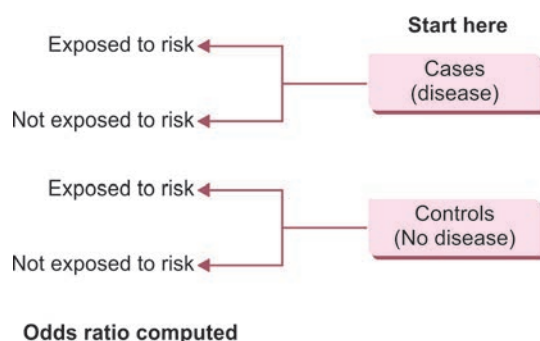 Start here
Exposed to risk
Cases
(disease)
Not exposed to risk
Exposed to risk
Controls
(No disease)
Not exposed to risk
Odds ratio computed